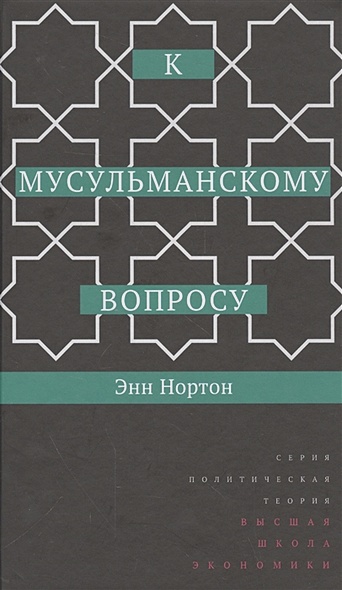 К
МУСУЛЬМАНСКОМУ
ВОПРОСУ
Энн Нортон
СЕРИЯ
ПОЛИТИЧЕСКАЯ
ТЕОРИЯ
ВЫСШАЯ
ШКОЛА
ЭКОНОМИКИ